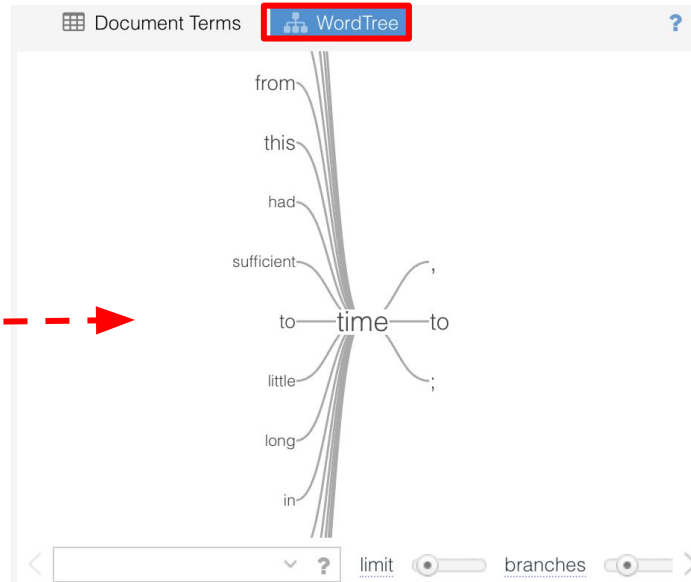 Document Terms WordTree ?
from
this
had
sufficient
,
to time to
little
;
long
in
? limit branches